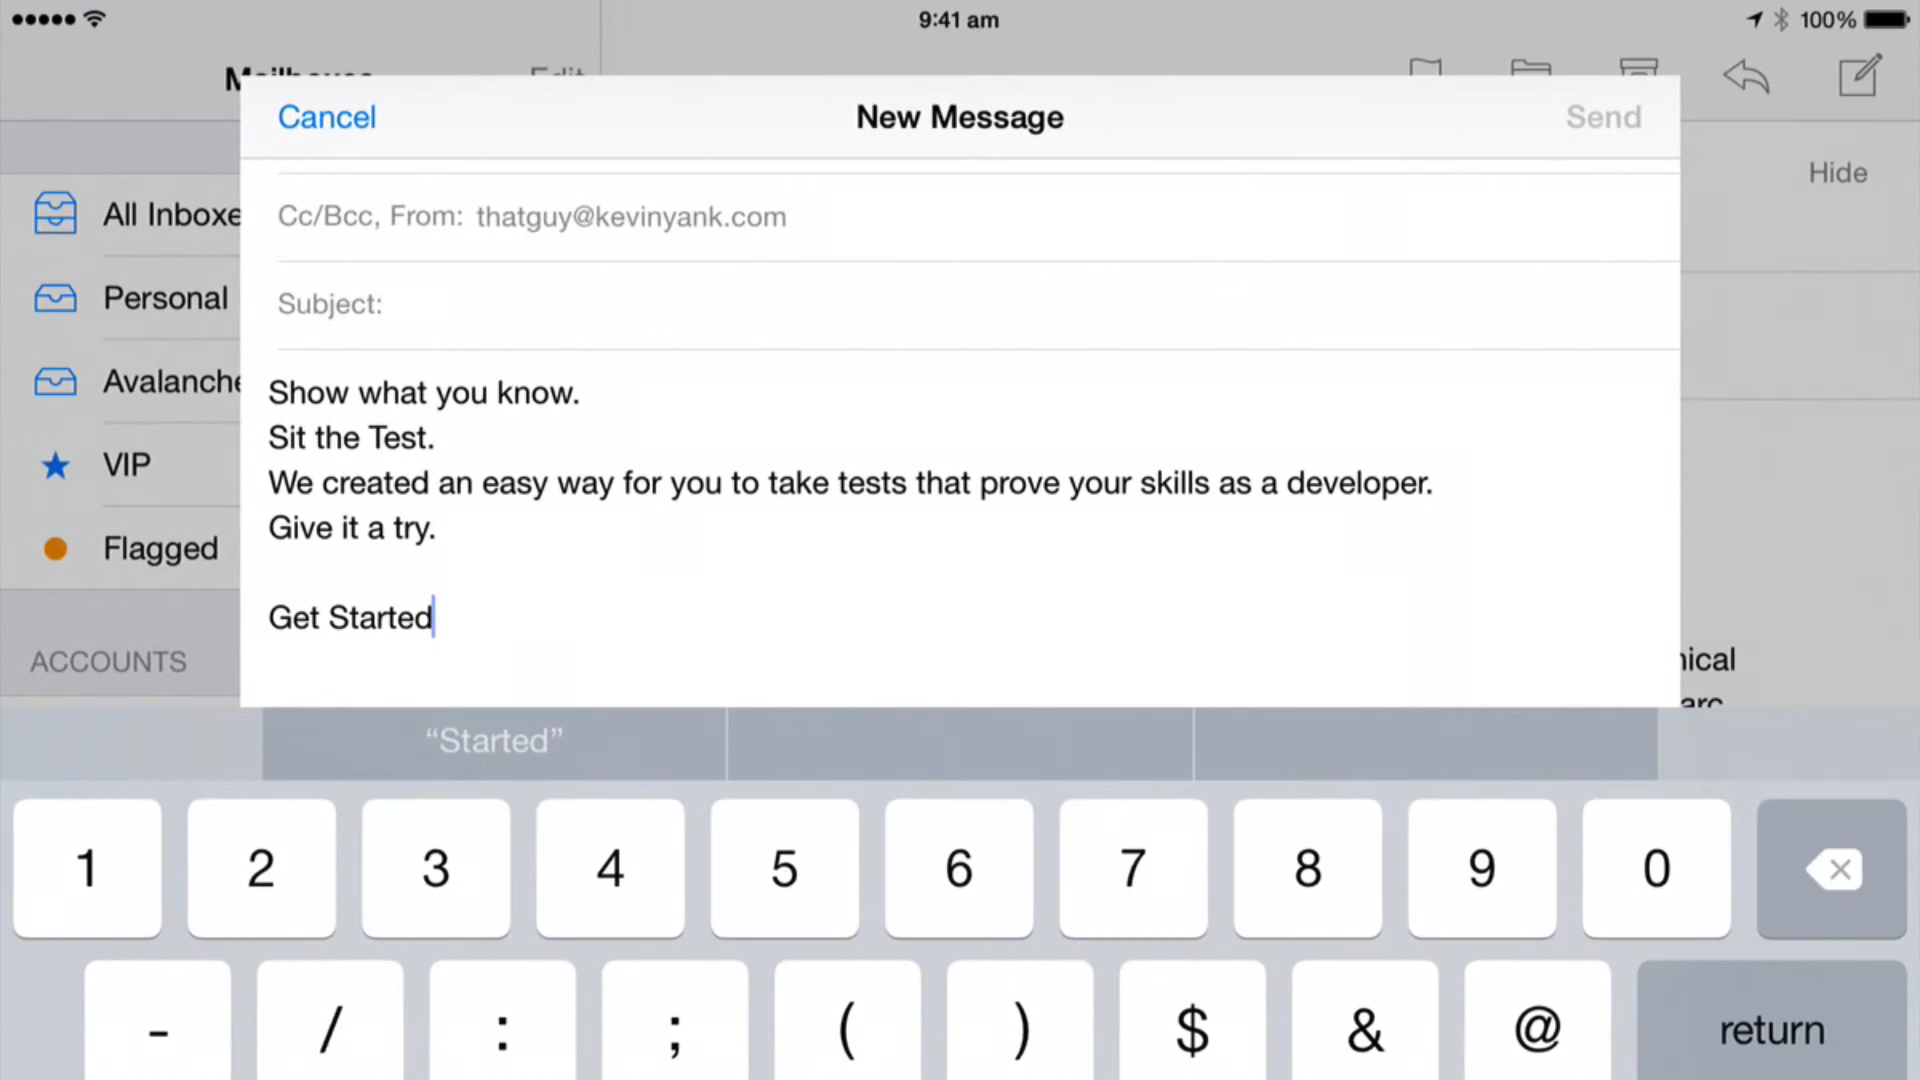 9:41 am
100%
Edit
Cancel
New Message
Send
Hide
Cc/Bcc, From: thatguy@kevinyank.com
All Inboxe
Personal
Subject:
Avalanche
Show what you know.
Sit the Test.
VIP
We created an easy way for you to take tests that prove your skills as a developer.
Give it a try.
Flagged
Get Started
ACCOUNTS
nical
“Started”
1 2 3 4 5 6 7 8 9 0
- / : ; ( ) $ & @ return